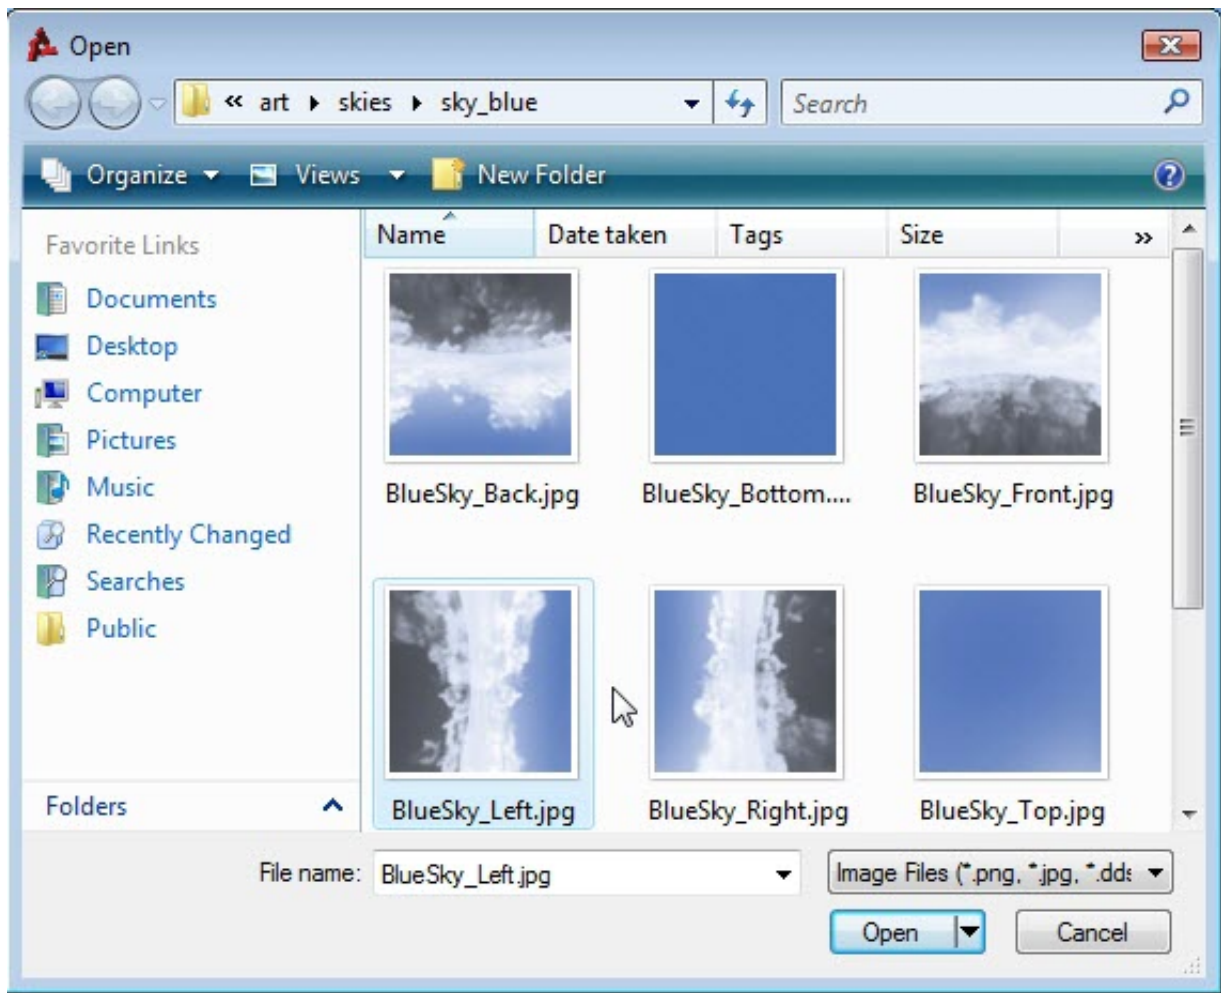 Open
« art ▸ skies ▸ sky_blue
Search
Organize Views New Folder
Name Date taken Tags Size »
Favorite Links
Documents
Desktop
Computer
Pictures
Music
Recently Changed
Searches
Public
Folders
BlueSky_Back.jpg BlueSky_Bottom.... BlueSky_Front.jpg
BlueSky_Left.jpg BlueSky_Right.jpg BlueSky_Top.jpg
File name: BlueSky_Left.jpg Image Files (*.png, *.jpg, *.dds
Open Cancel